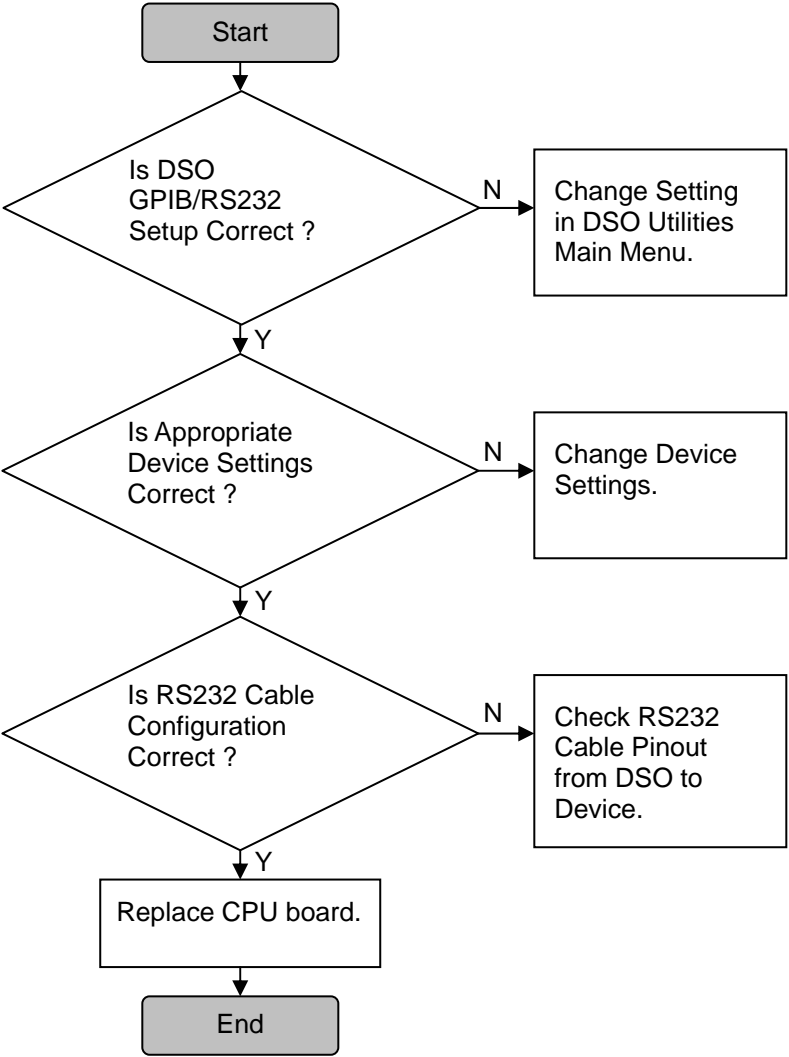 Start
Is DSO
GPIB/RS232
Setup Correct ?
N
Change Setting
in DSO Utilities
Main Menu.
Y
Is Appropriate
Device Settings
Correct ?
N
Change Device
Settings.
Y
Is RS232 Cable
Configuration
Correct ?
N
Check RS232
Cable Pinout
from DSO to
Device.
Y
Replace CPU board.
End